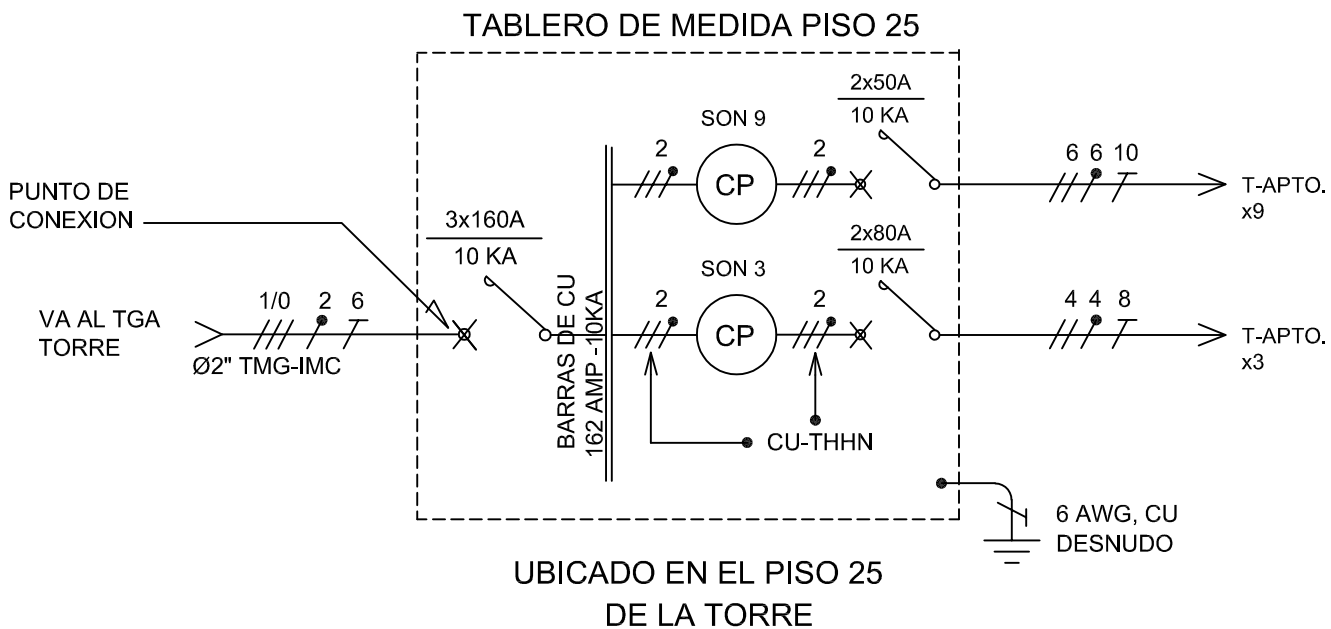 TABLERO DE MEDIDA PISO 25
2x50A
10 KA
SON 9
2
2
CP
6 6 10
T-APTO.
x9
PUNTO DE
CONEXION
3x160A
10 KA
2x80A
10 KA
SON 3
2
2
CP
4 4 8
T-APTO.
x3
1/0 2 6
VA AL TGA
TORRE
Ø2" TMG-IMC
BARRAS DE CU
162 AMP -10KA
CU-THHN
6 AWG, CU
DESNUDO
UBICADO EN EL PISO 25
DE LA TORRE